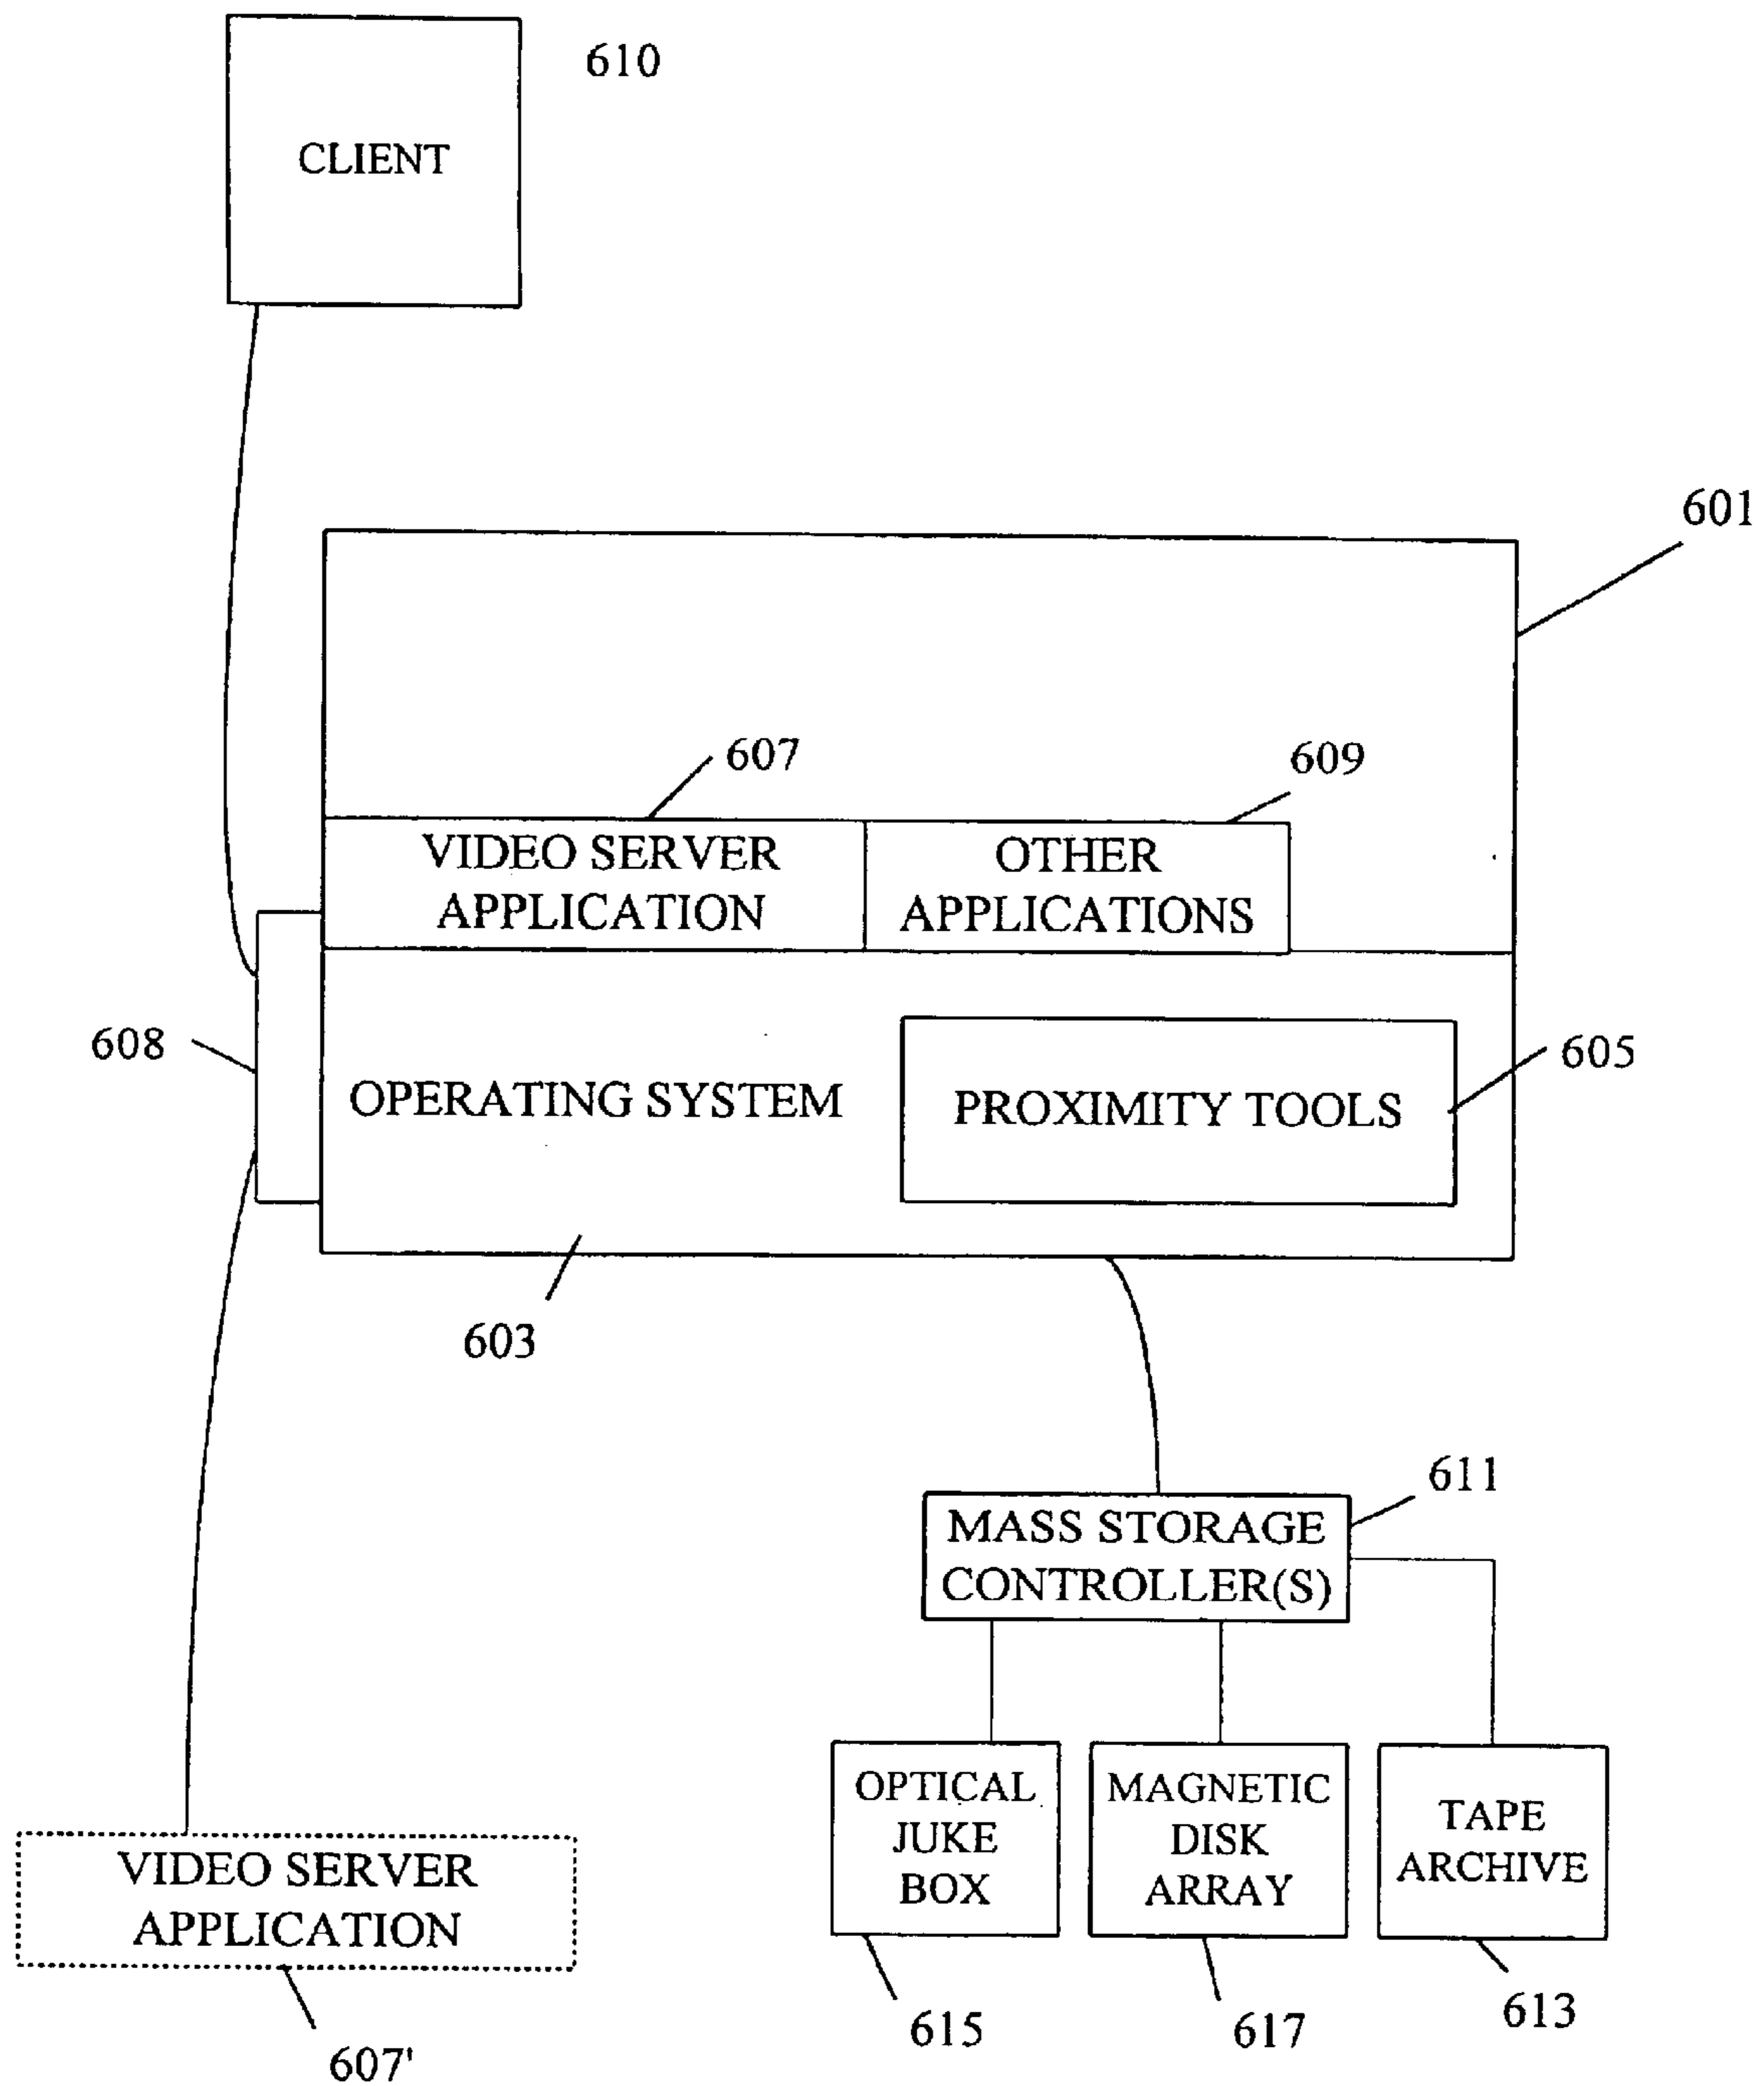 610
CLIENT
601
607
609
VIDEO SERVER
APPLICATION
OTHER
APPLICATIONS
608
605
OPERATING SYSTEM
PROXIMITY TOOLS
603
611
MASS STORAGE
CONTROLLER(S)
OPTICAL
JUKE
BOX
MAGNETIC
DISK
ARRAY
TAPE
ARCHIVE
VIDEO SERVER
APPLICATION
615
617
613
607'